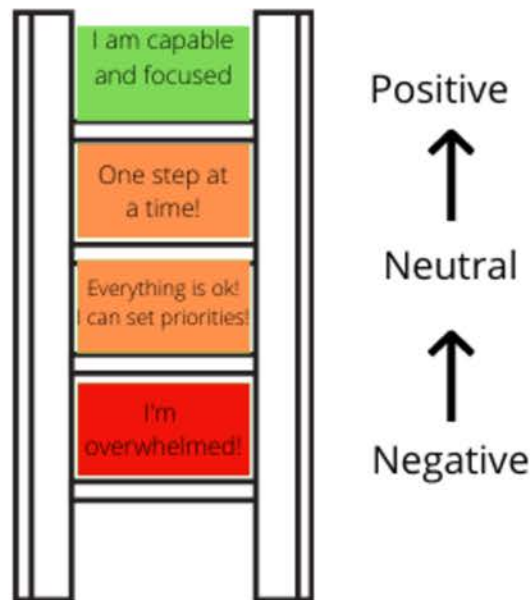 I am capable
and focused
Positive
One step at
a time!
Neutral
Everything is ok!
I can set priorities!
I'm
overwhelmed!
Negative